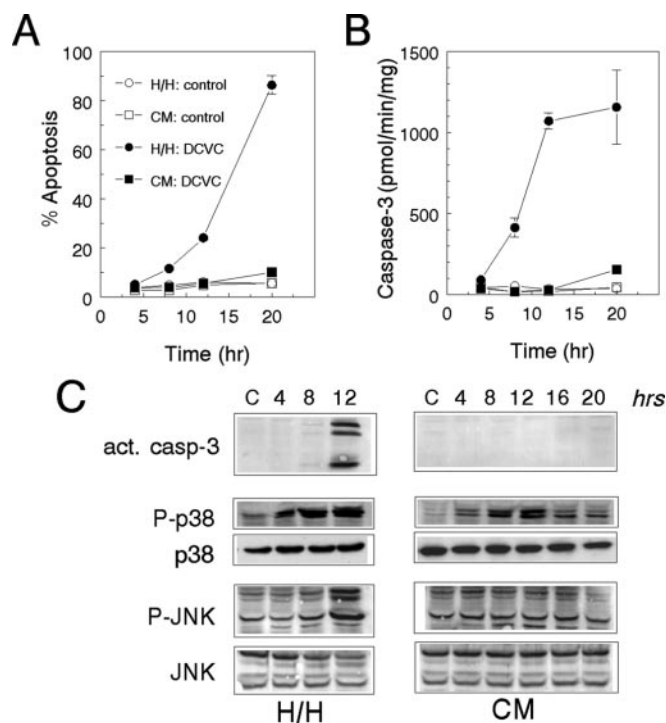 A
% Apoptosis
100
80
60
40
20
0
H/H: control
CM: control
H/H: DCVC
CM: DCVC
0 5 10 15 20
Time (hr)
B
Caspase-3 (pmol/min/mg)
1500
1000
500
0
0 5 10 15 20
Time (hr)
C
C 4 8 12
C 4 8 12 16 20 hrs
act. casp-3
P-p38
p38
P-JNK
JNK
H/H CM